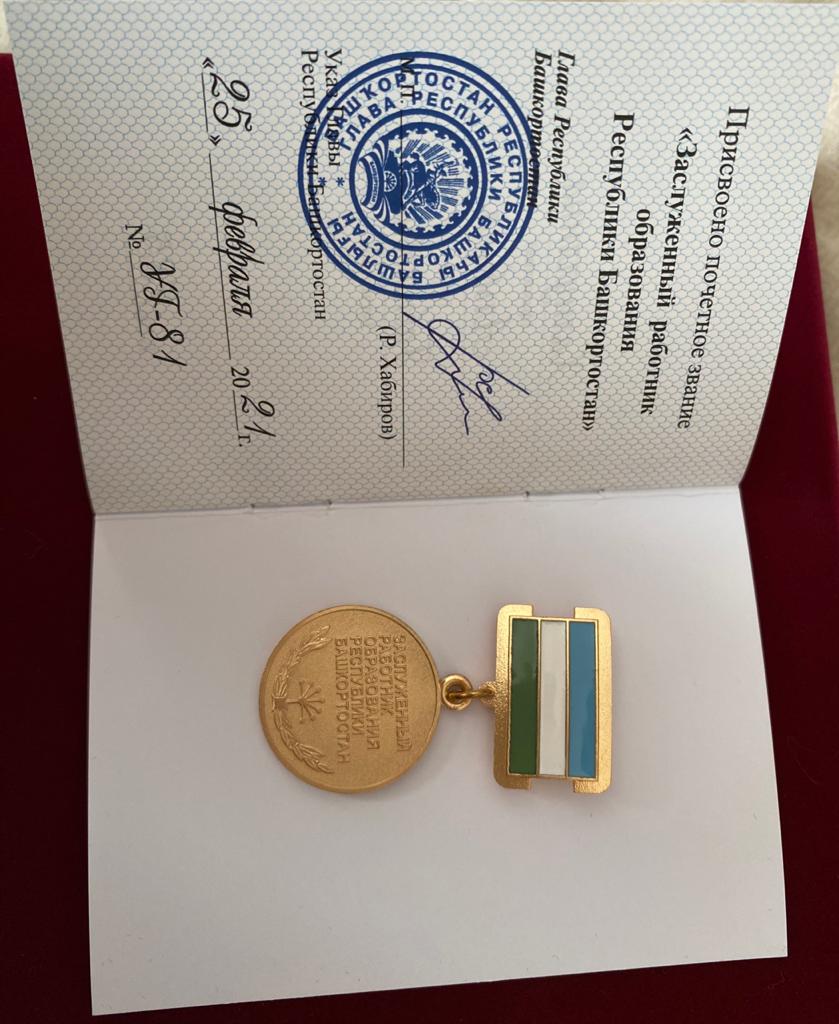 Присвоено почетное звание
«Заслуженный работник
образования
Республики Башкортостан»
Глава Республики
Башкортостан
М.П.
(Р. Хабиров)
Указ Главы
Республики Башкортостан
«25» февраля 2021 г.
№ УГ-81
БАШҠОРТОСТАН РЕСПУБЛИКАҺЫ БАШЛЫҒЫ
ГЛАВА РЕСПУБЛИКИ БАШКОРТОСТАН
ЗАСЛУЖЕННЫЙ
РАБОТНИК
ОБРАЗОВАНИЯ
РЕСПУБЛИКИ
БАШКОРТОСТАН